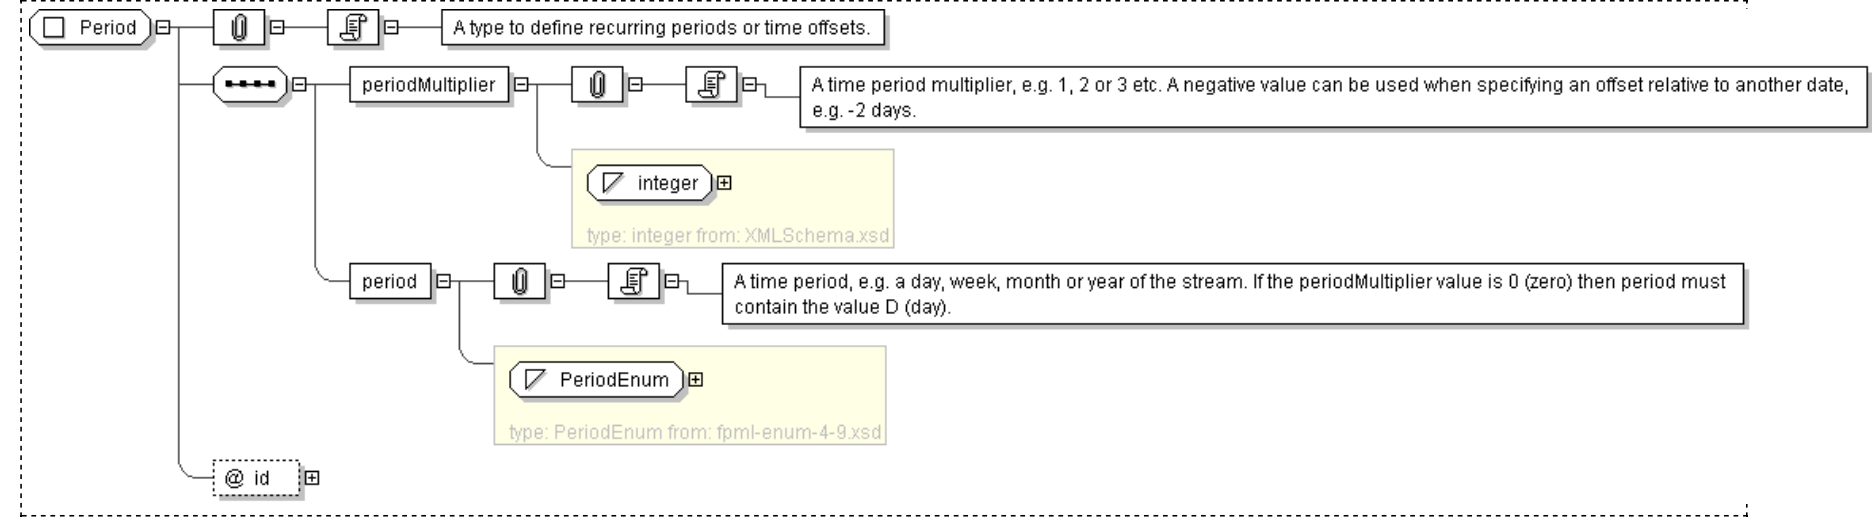 Period
A type to define recurring periods or time offsets.
periodMultiplier
A time period multiplier, e.g. 1, 2 or 3 etc. A negative value can be used when specifying an offset relative to another date,
e.g. -2 days.
integer
type: integer from: XMLSchema.xsd
period
A time period, e.g. a day, week, month or year of the stream. If the periodMultiplier value is 0 (zero) then period must
contain the value D (day).
PeriodEnum
type: PeriodEnum from: fpml-enum-4-9.xsd
@ id